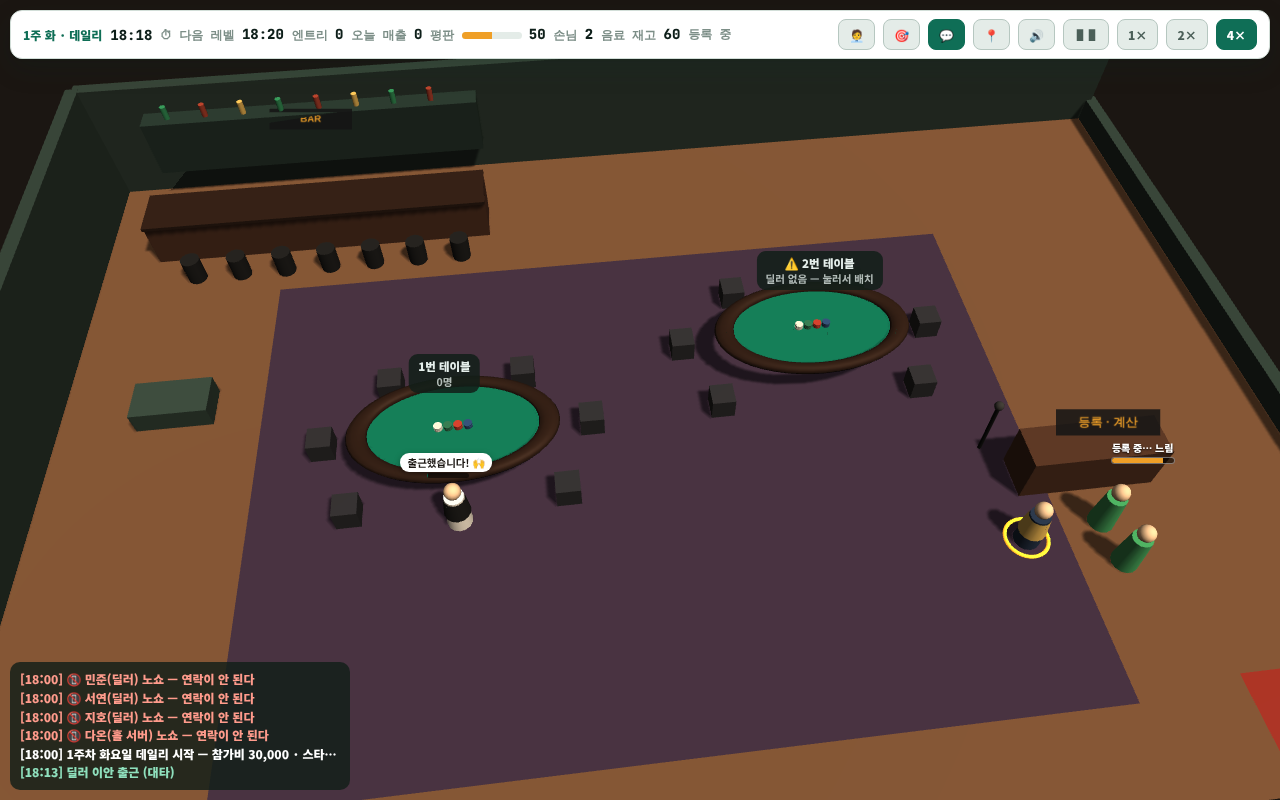 1주 화 · 데일리 18:18 ⏱ 다음 레벨 18:20 엔트리 0 오늘 매출 0 평판 50 손님 2 음료 재고 60 등록 중
1× 2× 4×
BAR
⚠️ 2번 테이블
딜러 없음 — 눌러서 배치
1번 테이블
0명
출근했습니다! 🙌
등록 · 계산
등록 중… 느림
[18:00] 📵 민준(딜러) 노쇼 — 연락이 안 된다
[18:00] 📵 서연(딜러) 노쇼 — 연락이 안 된다
[18:00] 📵 지호(딜러) 노쇼 — 연락이 안 된다
[18:00] 📵 다온(홀 서버) 노쇼 — 연락이 안 된다
[18:00] 1주차 화요일 데일리 시작 — 참가비 30,000 · 스타…
[18:13] 딜러 이안 출근 (대타)